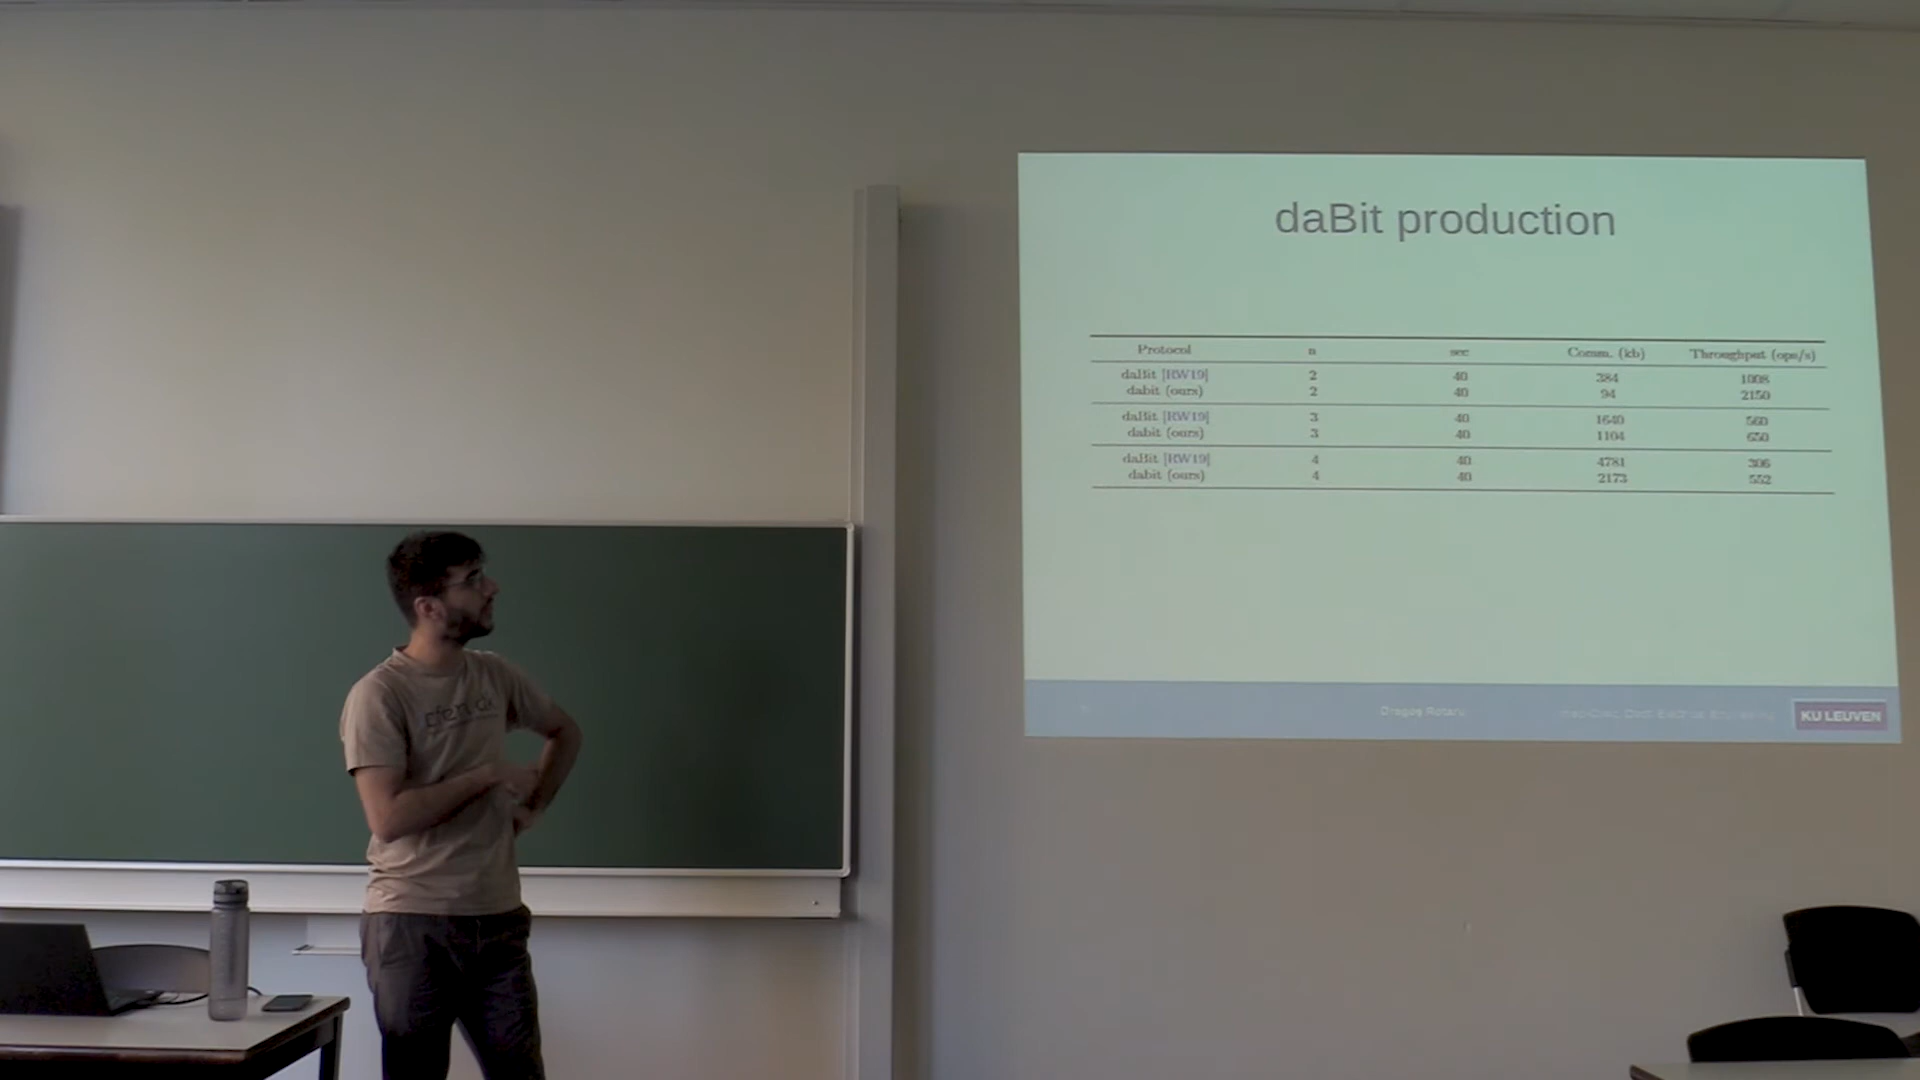 daBit production
Protocol n sec Comm. (kb) Throughput (ops/s)
daBit [RW19] 2 40 384 1008
dabit (ours) 2 40 94 2150
daBit [RW19] 3 40 1640 560
dabit (ours) 3 40 1104 650
daBit [RW19] 4 40 4781 306
dabit (ours) 4 40 2173 552
Dragos Rotaru
KU LEUVEN